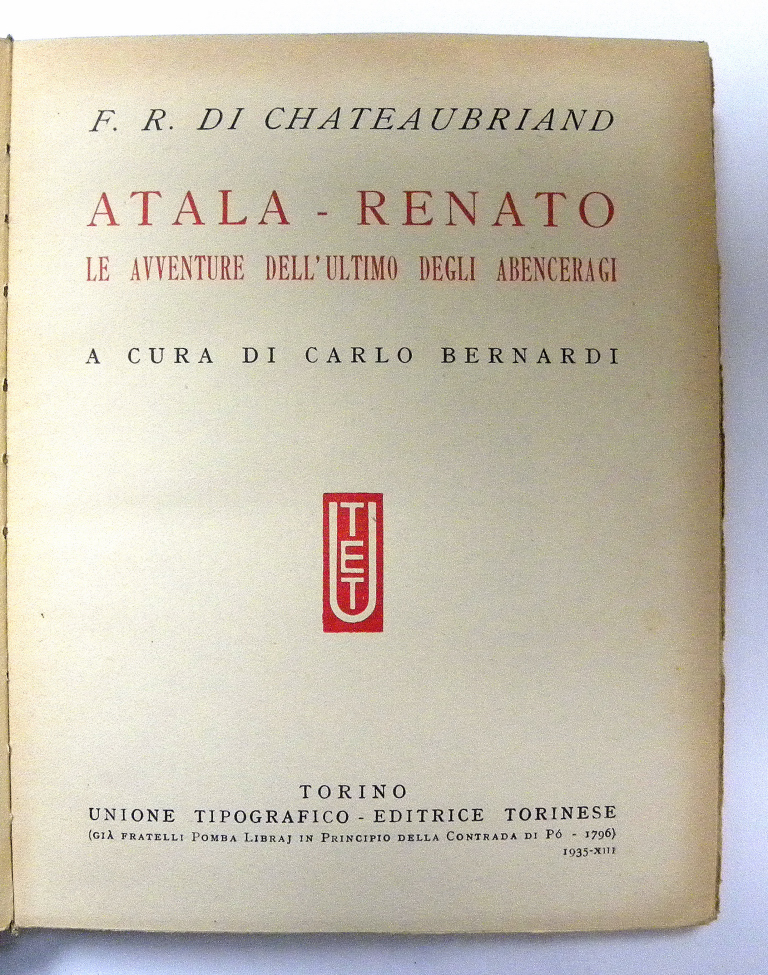 F. R. DI CHATEAUBRIAND
ATALA - RENATO
LE AVVENTURE DELL'ULTIMO DEGLI ABENCERAGI
A CURA DI CARLO BERNARDI
UTET
TORINO
UNIONE TIPOGRAFICO - EDITRICE TORINESE
(GIÀ FRATELLI POMBA LIBRAJ IN PRINCIPIO DELLA CONTRADA DI PÓ - 1796)
1935-XIII